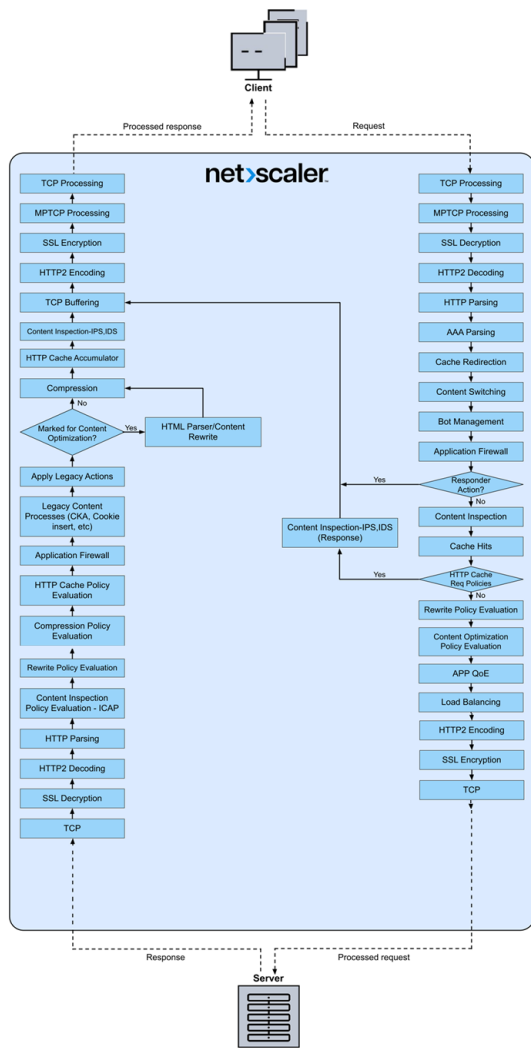 Client
Processed response
Request
net>scaler™
TCP Processing
MPTCP Processing
SSL Encryption
HTTP2 Encoding
TCP Buffering
Content Inspection-IPS,IDS
HTTP Cache Accumulator
Compression
No
Marked for Content
Optimization?
Yes
HTML Parser/Content
Rewrite
Apply Legacy Actions
Legacy Content
Processes (CKA, Cookie
insert, etc)
Application Firewall
HTTP Cache Policy
Evaluation
Compression Policy
Evaluation
Rewrite Policy Evaluation
Content Inspection
Policy Evaluation - ICAP
HTTP Parsing
HTTP2 Decoding
SSL Decryption
TCP
TCP Processing
MPTCP Processing
SSL Decryption
HTTP2 Decoding
HTTP Parsing
AAA Parsing
Cache Redirection
Content Switching
Bot Management
Application Firewall
Responder
Action?
Yes
No
Content Inspection
Content Inspection-IPS,IDS
(Response)
Cache Hits
HTTP Cache
Req Policies
Yes
No
Rewrite Policy Evaluation
Content Optimization
Policy Evaluation
APP QoE
Load Balancing
HTTP2 Encoding
SSL Encryption
TCP
Response
Processed request
Server